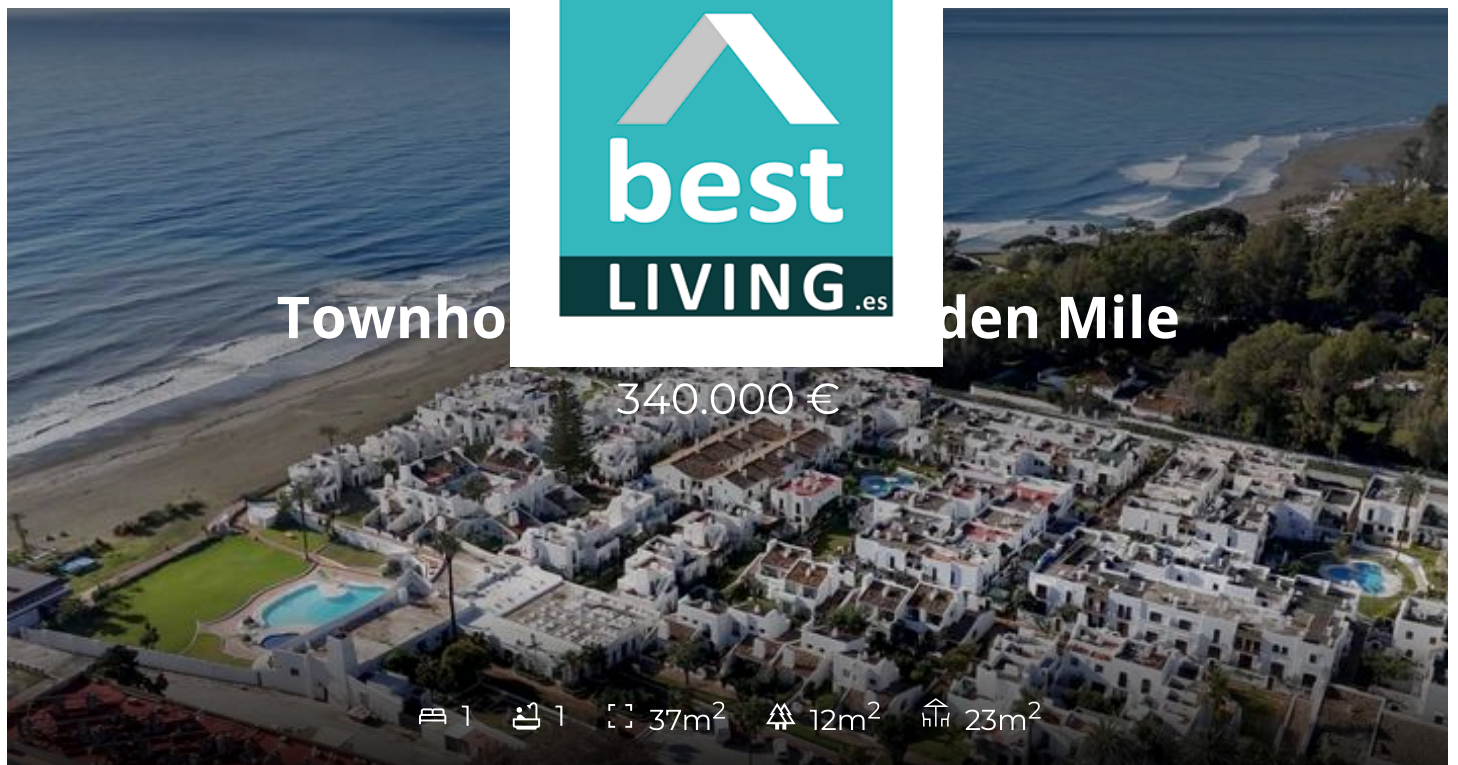 best
LIVING.es
Townho den Mile
340.000 €
1 1 37m² 12m² 23m²